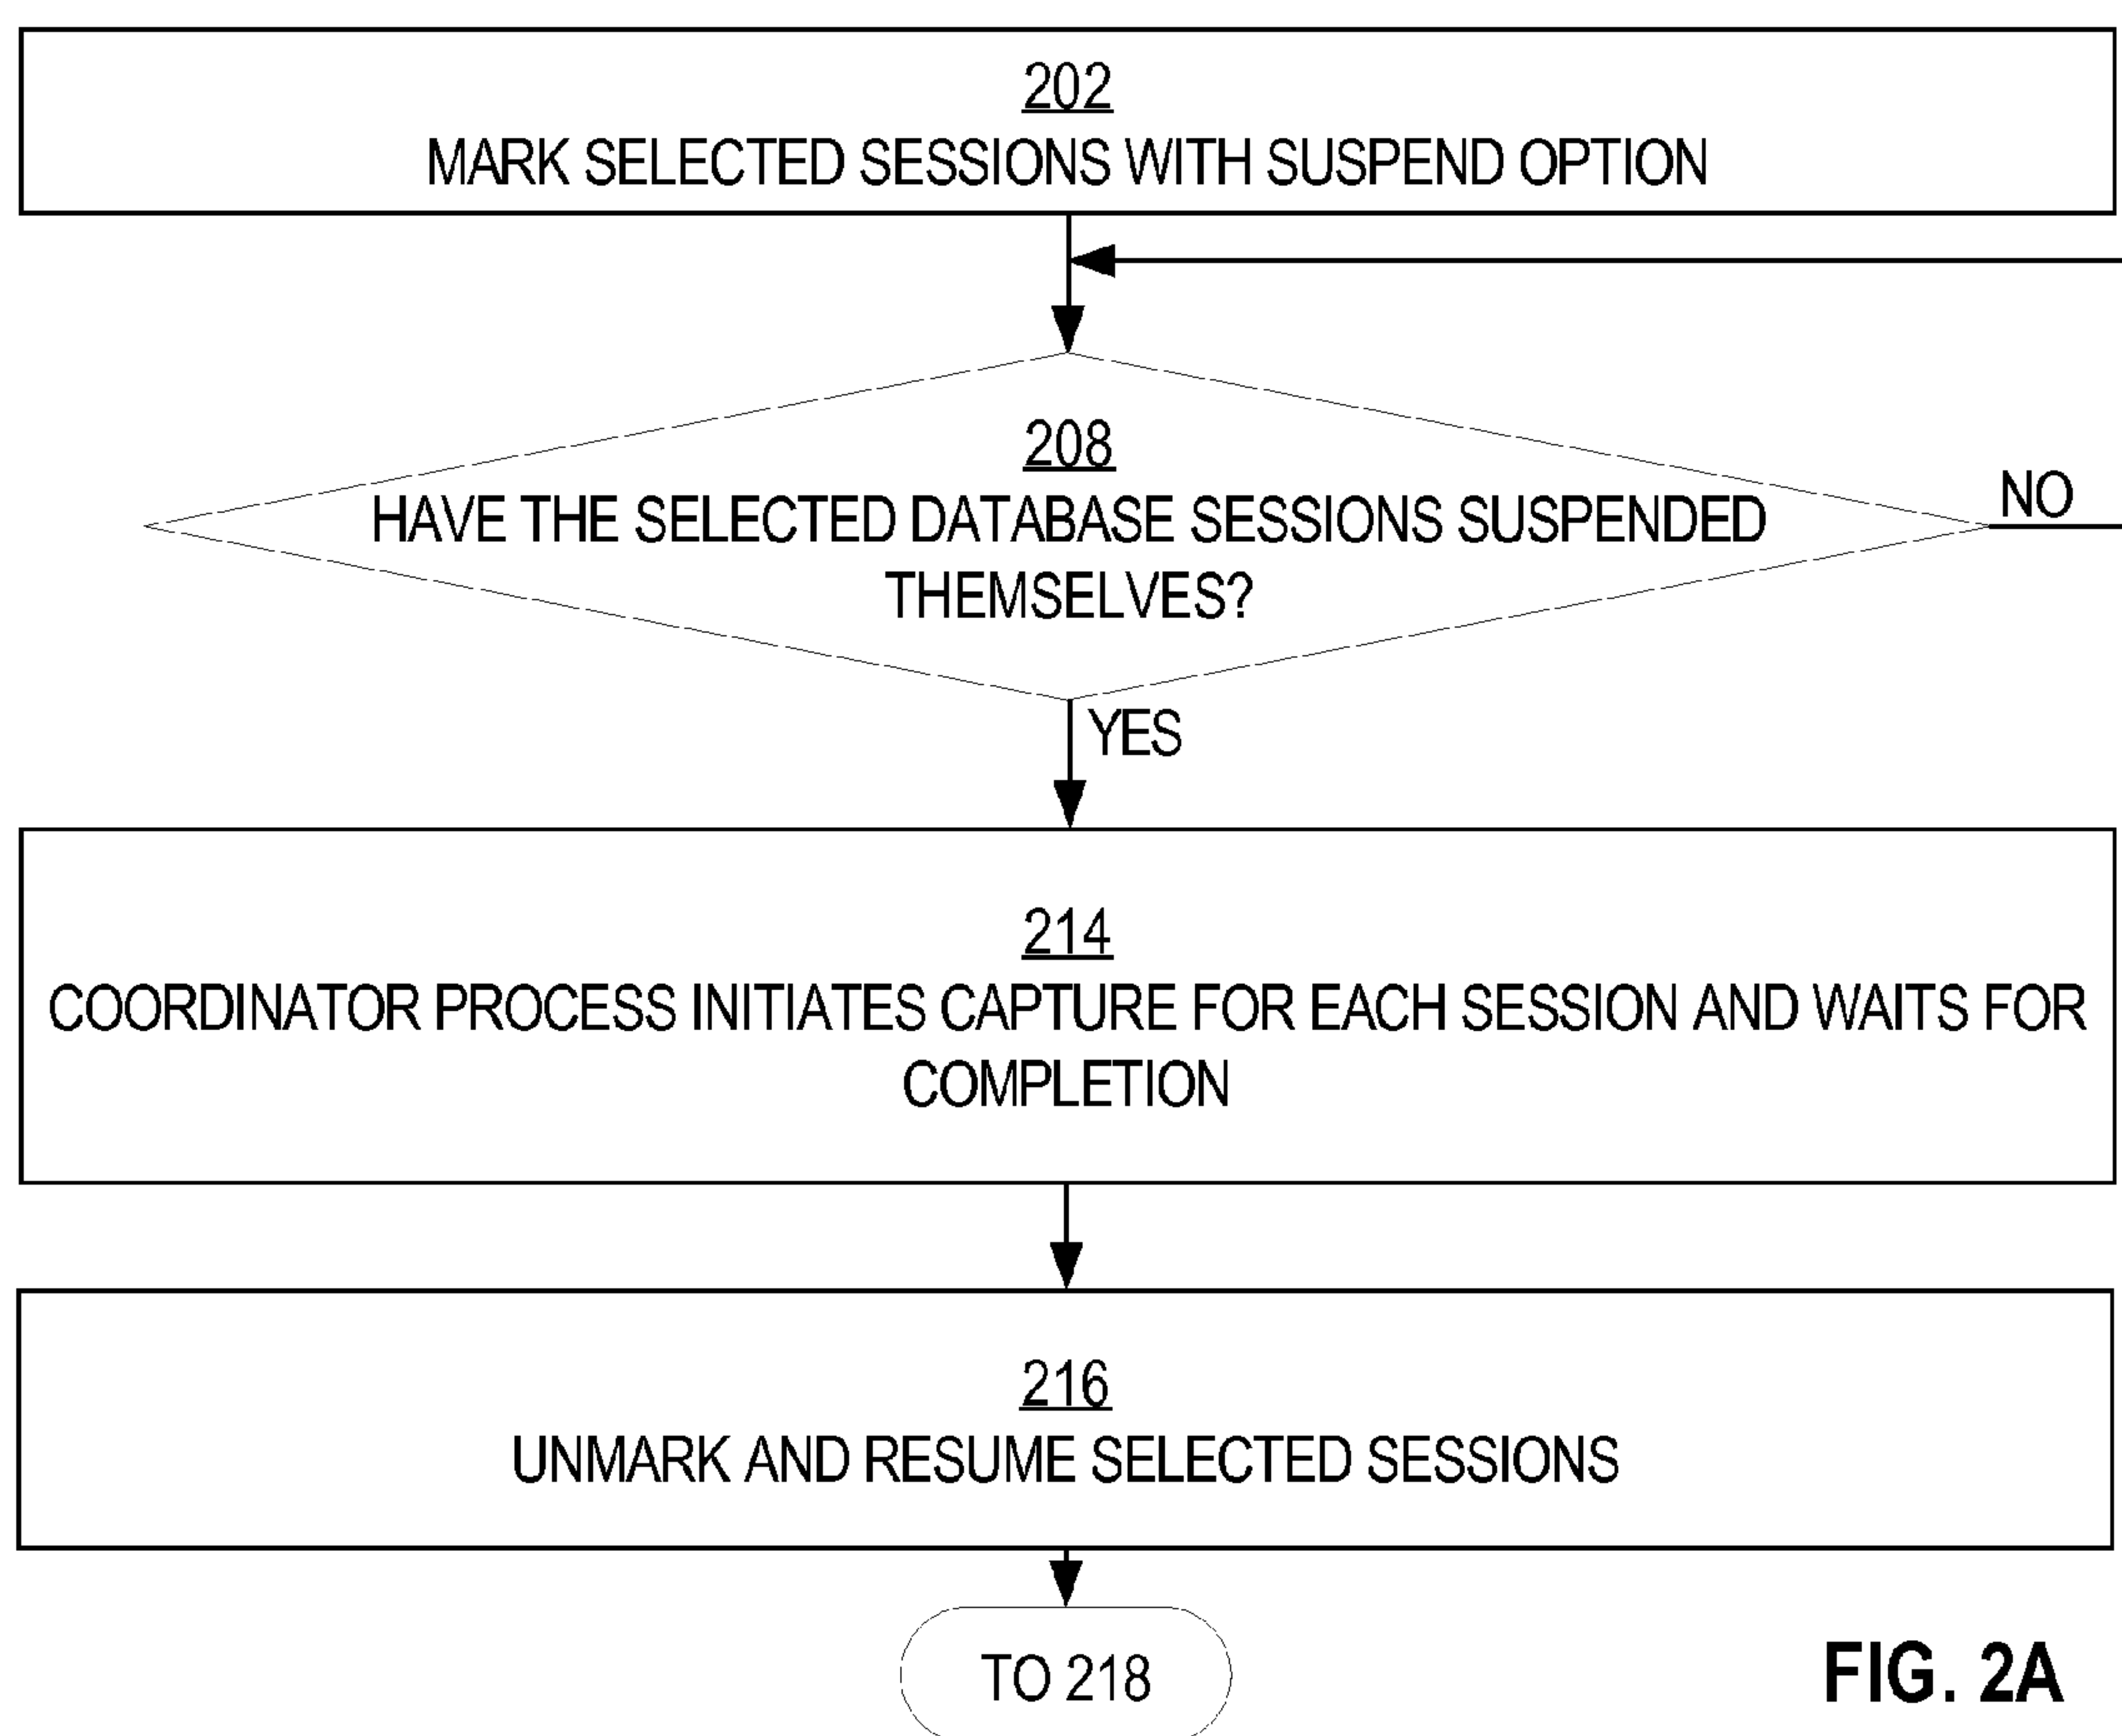 202
MARK SELECTED SESSIONS WITH SUSPEND OPTION
208
HAVE THE SELECTED DATABASE SESSIONS SUSPENDED
THEMSELVES?
NO
YES
214
COORDINATOR PROCESS INITIATES CAPTURE FOR EACH SESSION AND WAITS FOR
COMPLETION
216
UNMARK AND RESUME SELECTED SESSIONS
TO 218
FIG. 2A